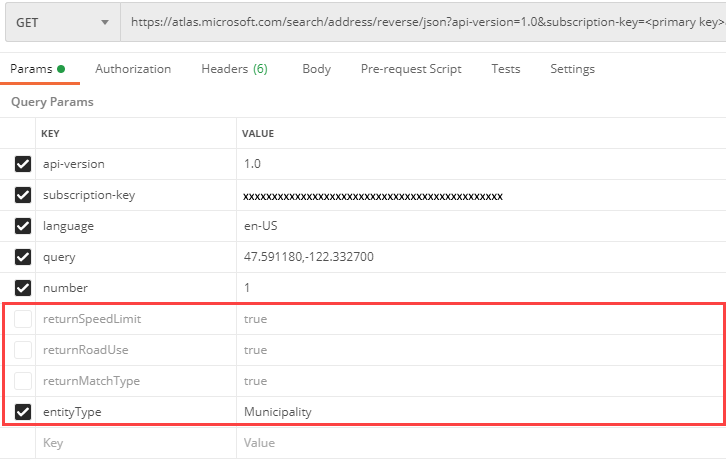 GET https://atlas.microsoft.com/search/address/reverse/json?api-version=1.0&subscription-key=<primary key>
Params Authorization Headers (6) Body Pre-request Script Tests Settings
Query Params
KEY VALUE
api-version 1.0
subscription-key xxxxxxxxxxxxxxxxxxxxxxxxxxxxxxxxxxxxxxxxxxxxx
language en-US
query 47.591180,-122.332700
number 1
returnSpeedLimit true
returnRoadUse true
returnMatchType true
entityType Municipality
Key Value